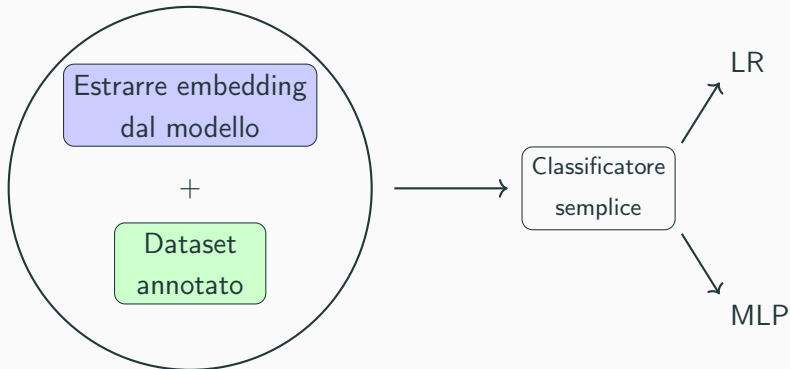 Estrarre embedding
dal modello
+
Dataset
annotato
Classificatore
semplice
LR
MLP